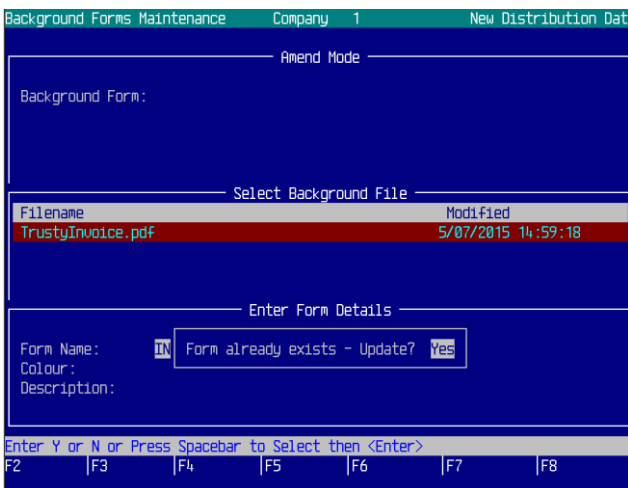 Background Forms Maintenance Company 1 New Distribution Dat
Amend Mode
Background Form:
Select Background File
Filename Modified
TrustyInvoice.pdf 5/07/2015 14:59:18
Enter Form Details
Form Name: IN Form already exists - Update? Yes
Colour:
Description:
Enter Y or N or Press Spacebar to Select then <Enter>
F2 F3 F4 F5 F6 F7 F8